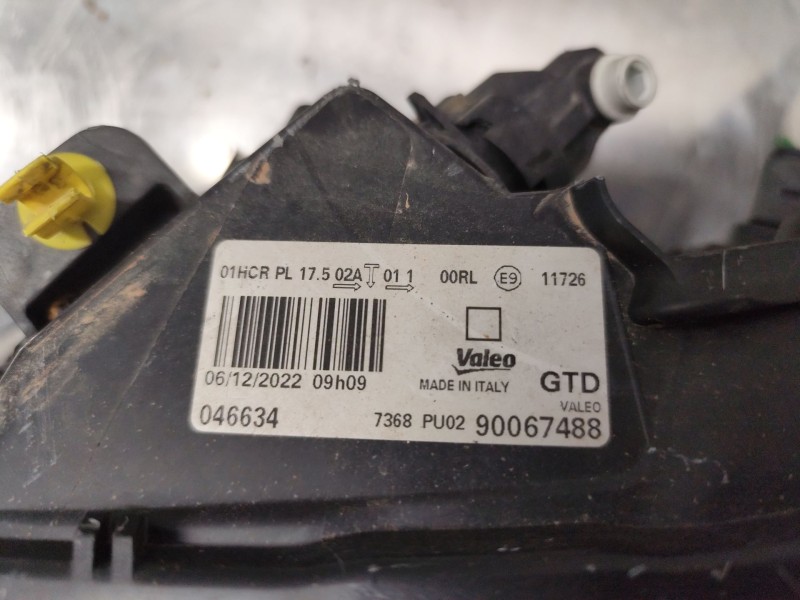 01HCR PL 17.5 02A 01 1 00RL E9 11726
Valeo
06/12/2022 09h09 MADE IN ITALY GTD
VALEO
046634 7368 PU02 90067488